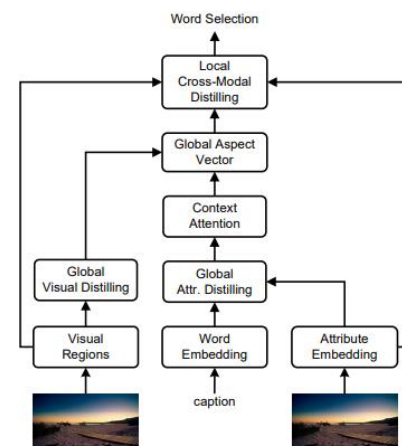 Word Selection
Local
Cross-Modal
Distilling
Global Aspect
Vector
Context
Attention
Global
Visual Distilling
Global
Attr. Distilling
Visual
Regions
Word
Embedding
Attribute
Embedding
caption